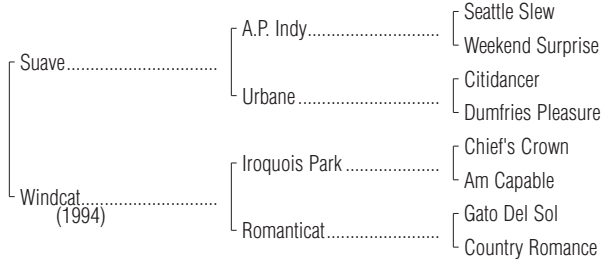 Seattle Slew
A.P. Indy
Weekend Surprise
Suave
Citidancer
Urbane
Dumfries Pleasure
Chief's Crown
Iroquois Park
Am Capable
Windcat
(1994)
Gato Del Sol
Romanticat
Country Romance